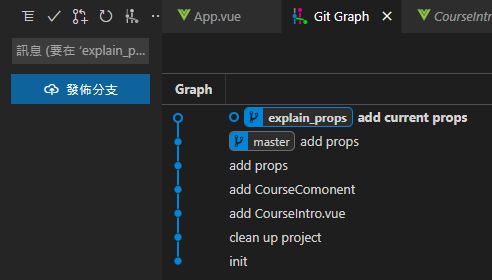 App.vue
Git Graph
CourseIntr
訊息 (要在 'explain_p...
發佈分支
Graph
explain_props add current props
master add props
add props
add CourseComonent
add CourseIntro.vue
clean up project
init